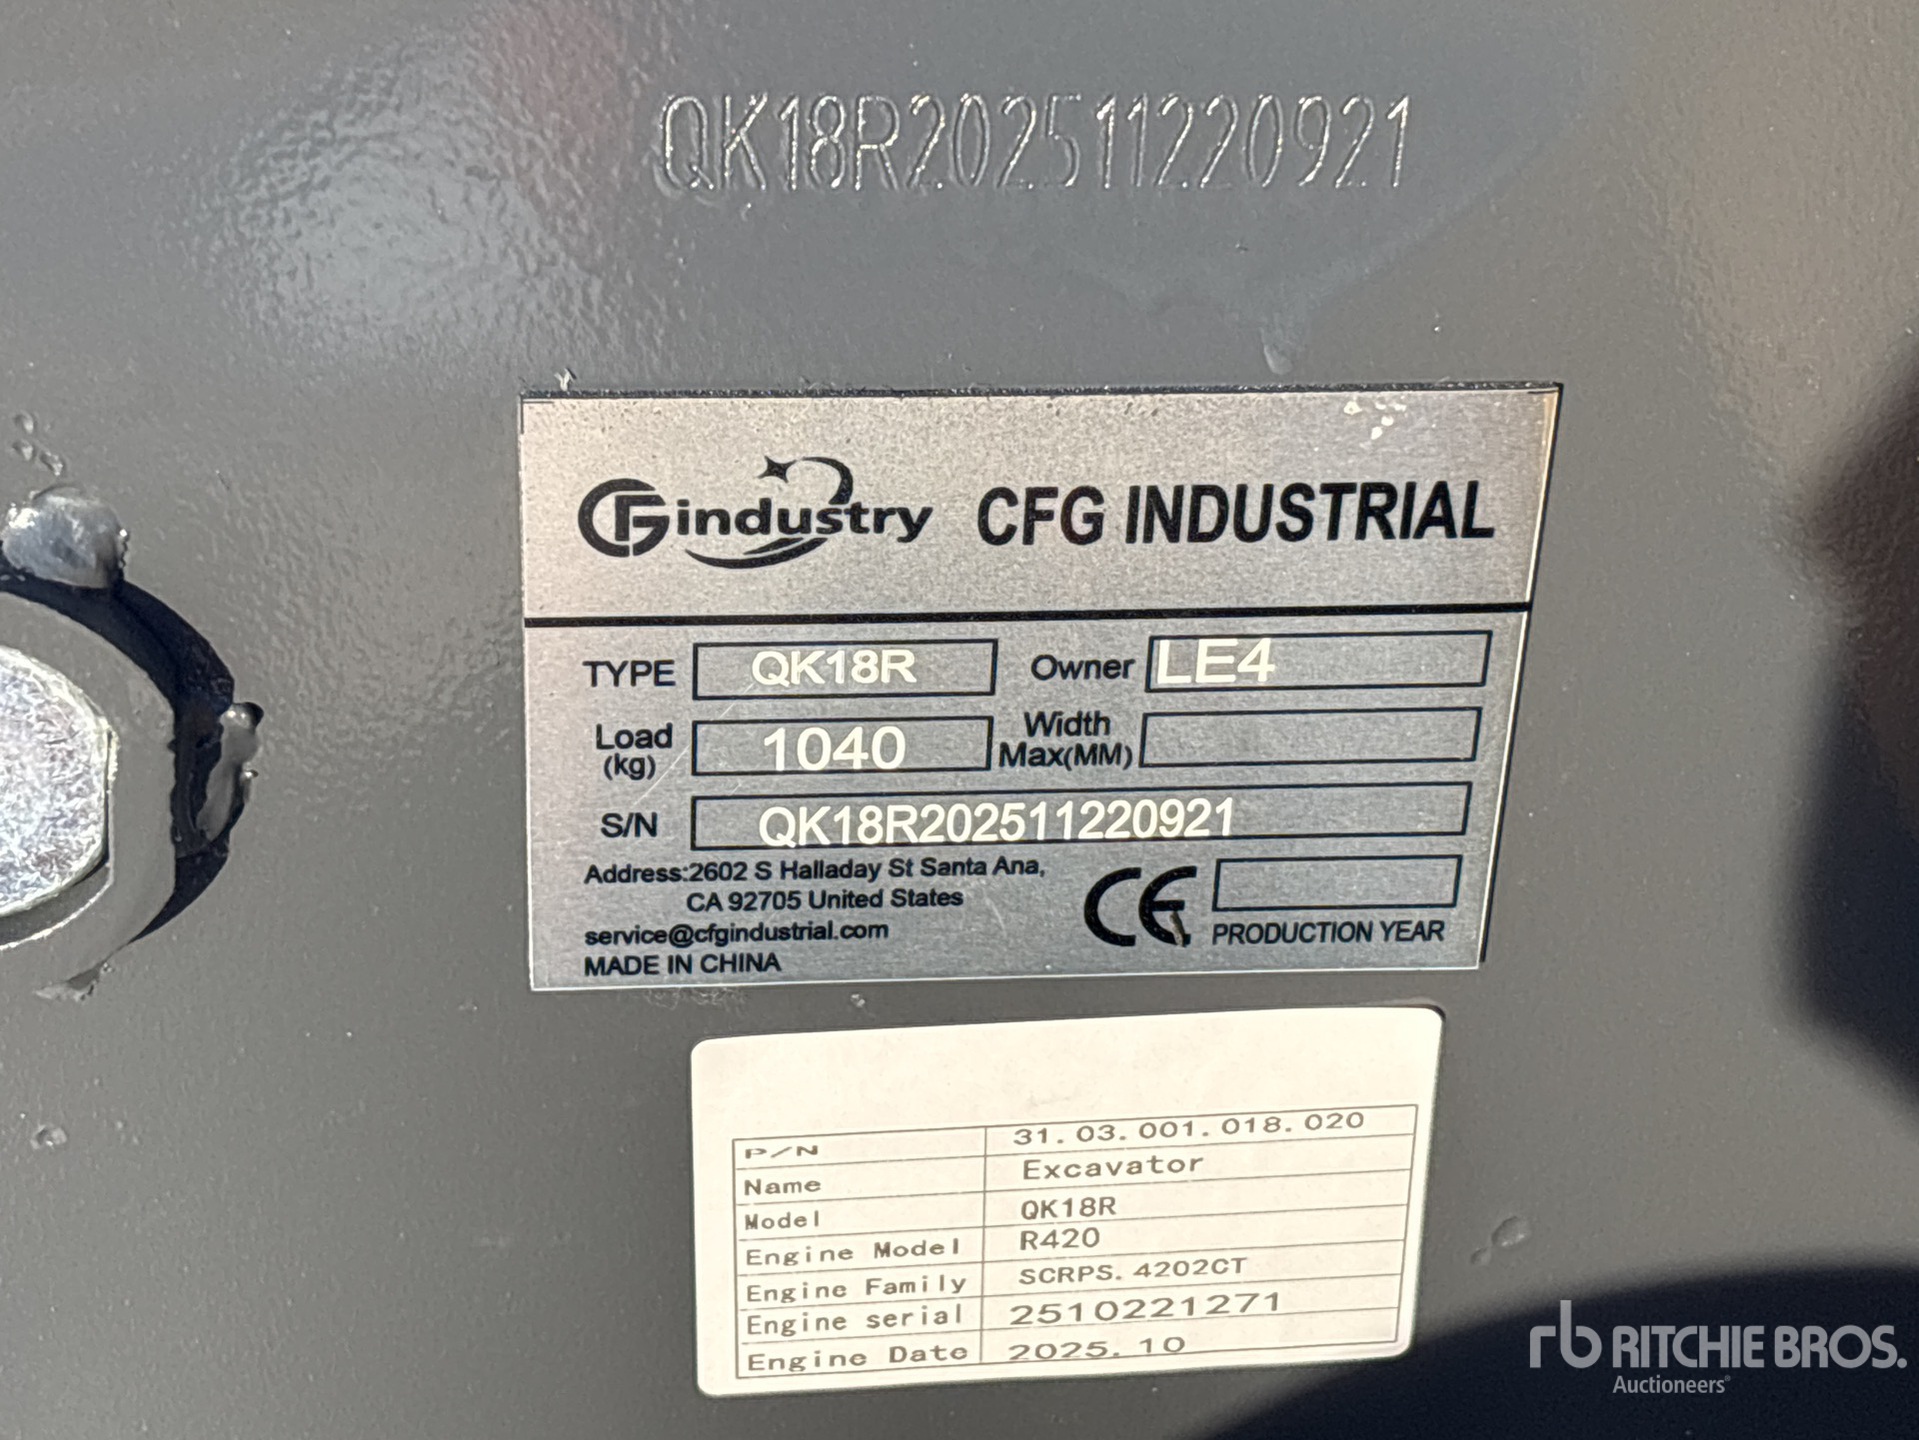 QK18R202511220921
CFGindustry CFG INDUSTRIAL
TYPE QK18R Owner LE4
Load (kg) 1040 Width Max(MM)
S/N QK18R202511220921
Address:2602 S Halladay St Santa Ana,
CA 92705 United States
service@cfgindustrial.com
MADE IN CHINA
CE PRODUCTION YEAR
P/N 31.03.001.018.020
Name Excavator
Model QK18R
Engine Model R420
Engine Family SCRPS.4202CT
Engine serial 2510221271
Engine Date 2025.10
rb RITCHIE BROS.
Auctioneers®